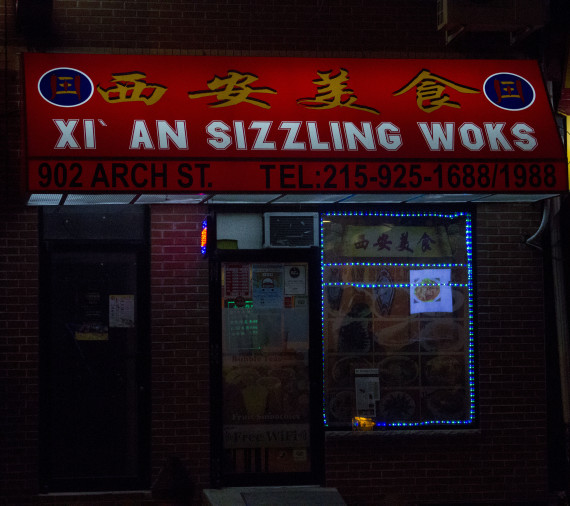 西安美食
XI` AN SIZZLING WOKS
902 ARCH ST. TEL:215-925-1688/1988
西安美食
Free WIFI